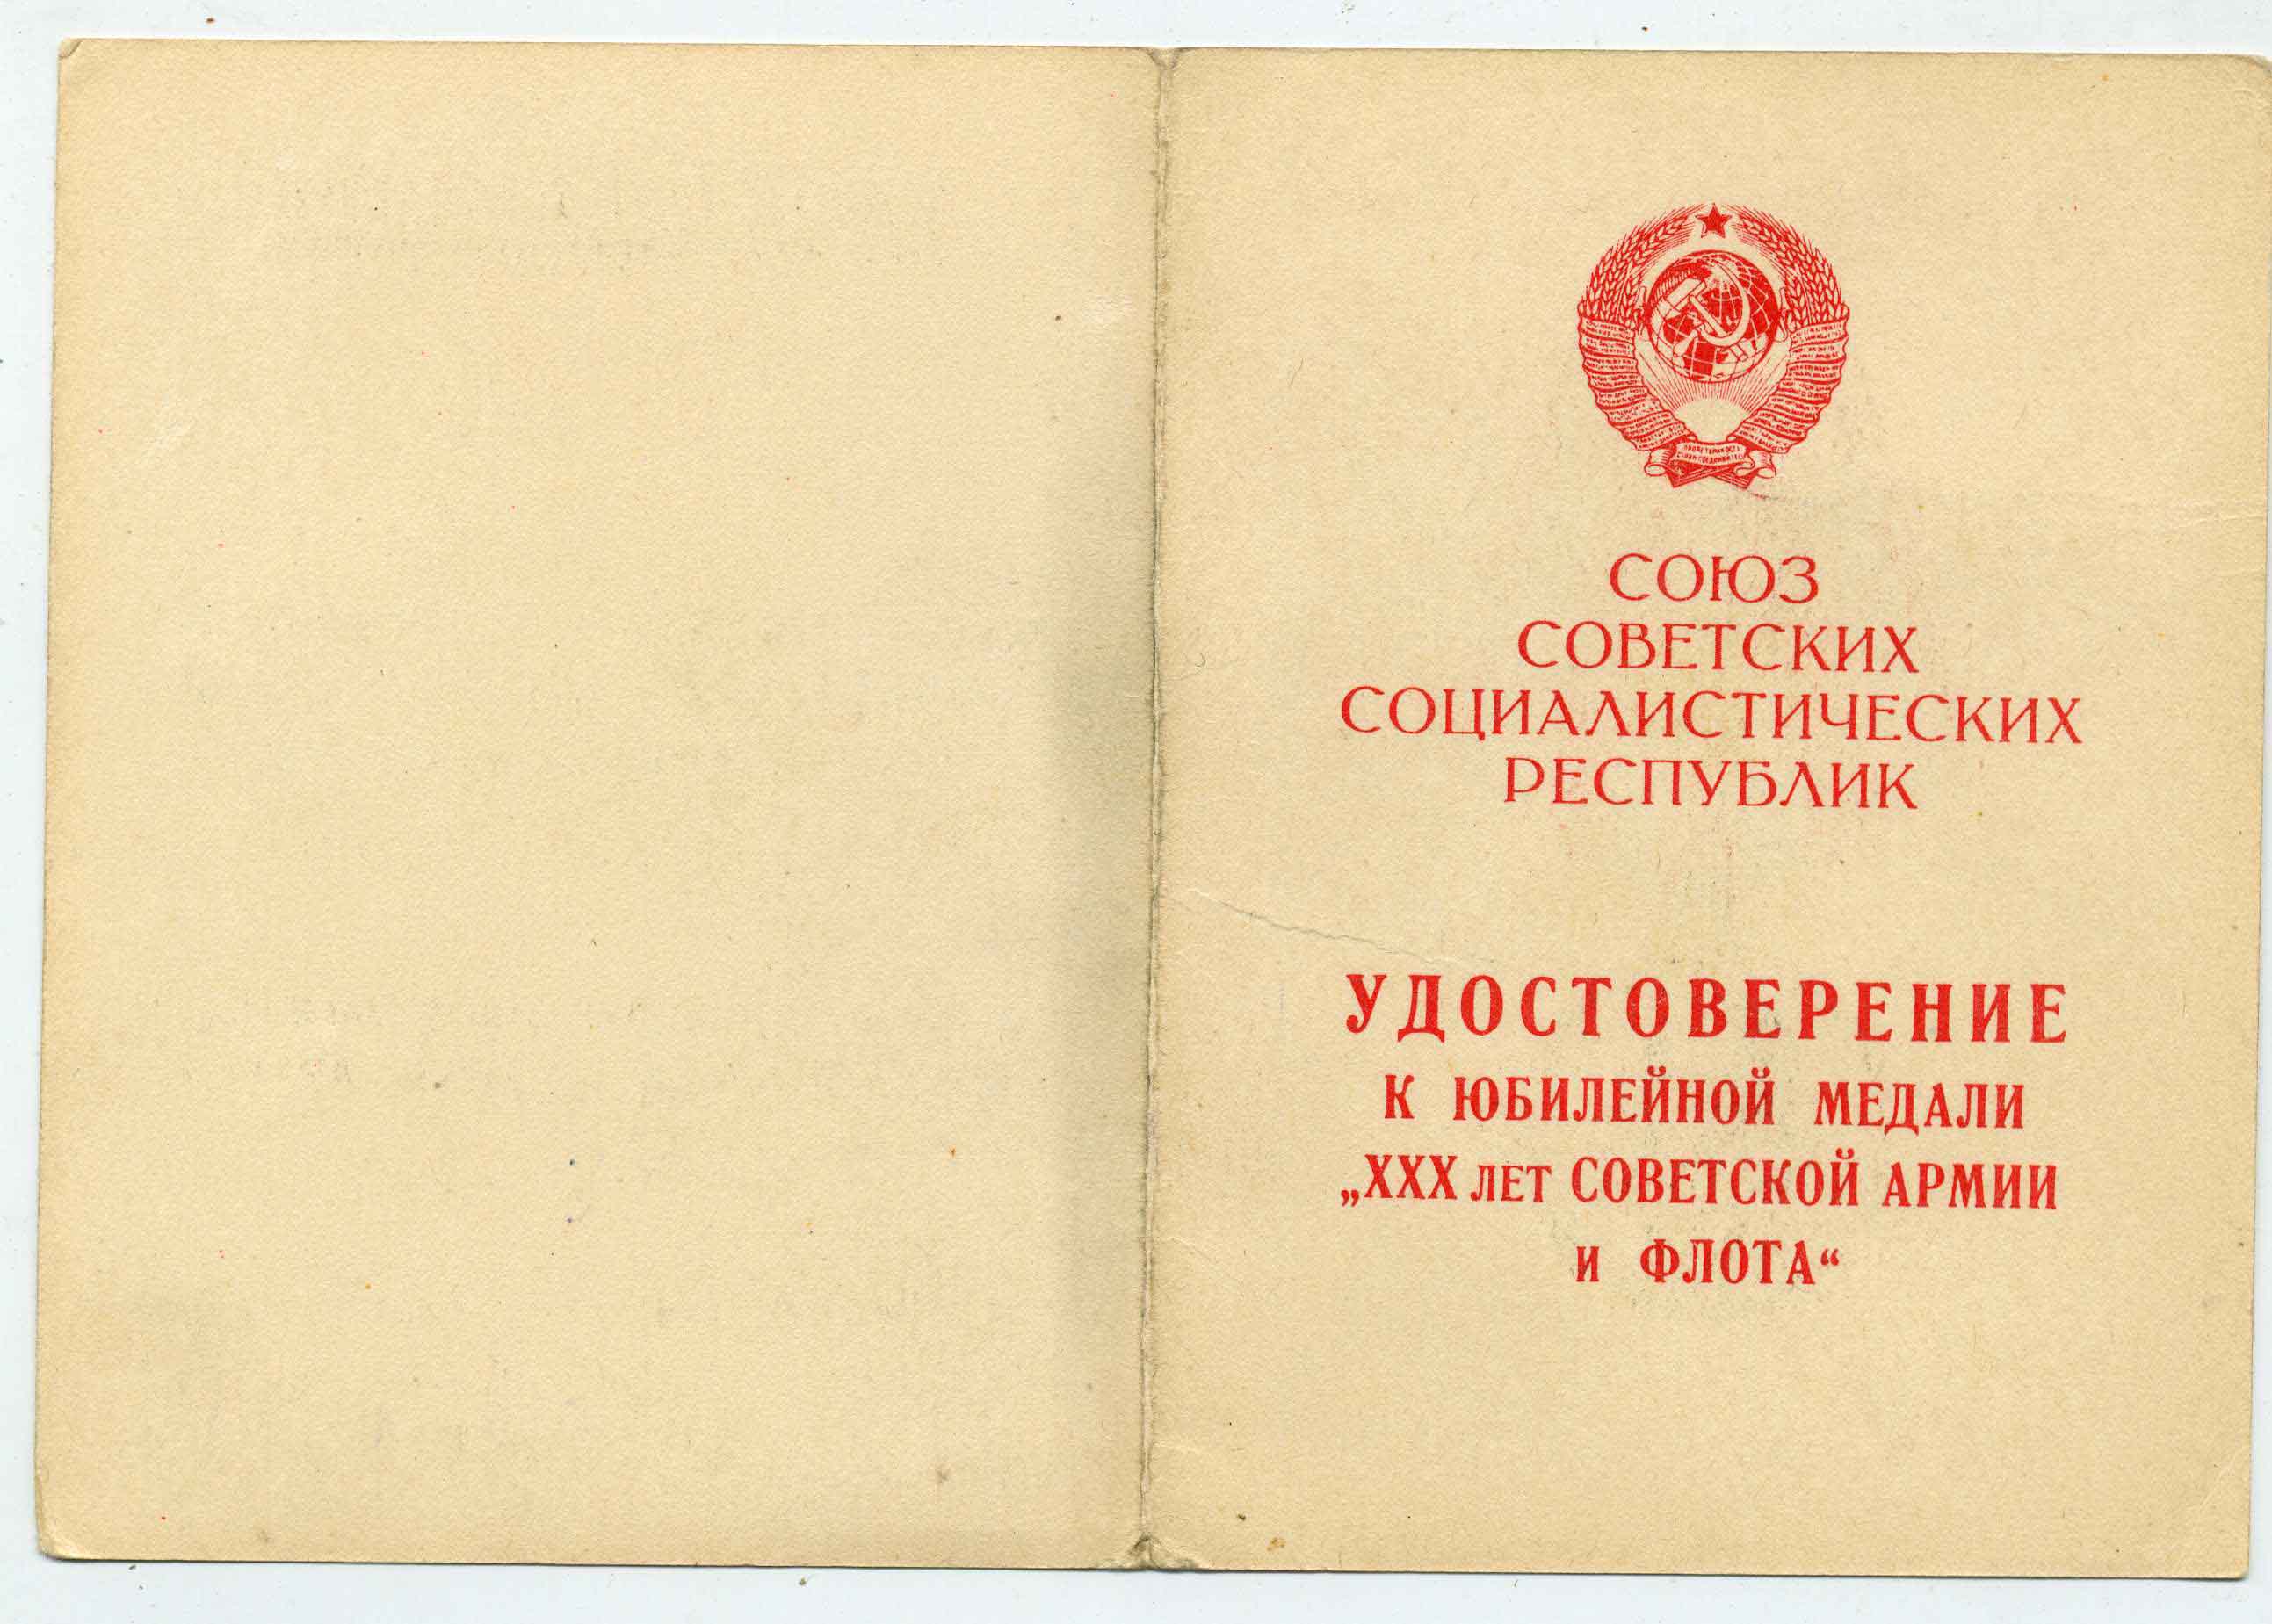 СОЮЗ
СОВЕТСКИХ
СОЦИАЛИСТИЧЕСКИХ
РЕСПУБЛИК
УДОСТОВЕРЕНИЕ
К ЮБИЛЕЙНОЙ МЕДАЛИ
„XXX ЛЕТ СОВЕТСКОЙ АРМИИ
И ФЛОТА“